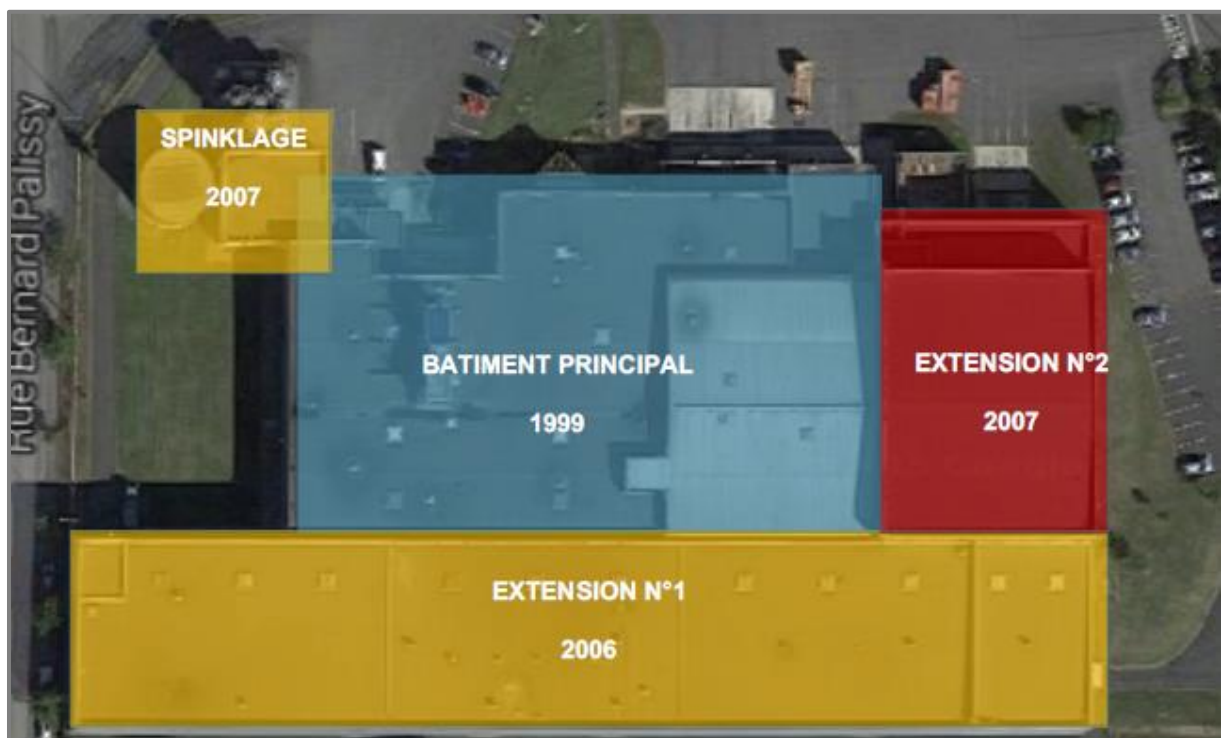 Rue Bernard Palissy
SPINKLAGE
2007
BATIMENT PRINCIPAL
1999
EXTENSION N°2
2007
EXTENSION N°1
2006